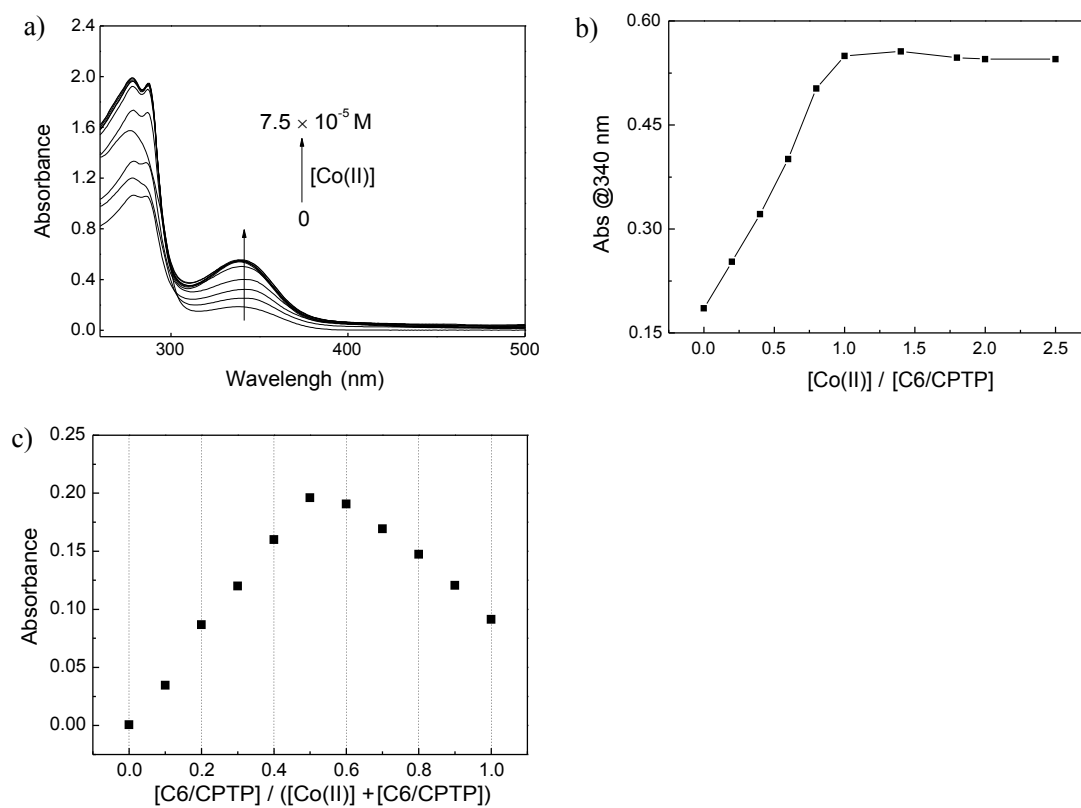 a)
2.4
2.0
1.6
1.2
0.8
0.4
0.0
Absorbance
7.5 × 10⁻⁵ M
[Co(II)]
0
300 400 500
Wavelengh (nm)
b)
0.60
0.45
0.30
0.15
Abs @340 nm
0.0 0.5 1.0 1.5 2.0 2.5
[Co(II)] / [C6/CPTP]
c)
0.25
0.20
0.15
0.10
0.05
0.00
Absorbance
0.0 0.2 0.4 0.6 0.8 1.0
[C6/CPTP] / ([Co(II)] +[C6/CPTP])